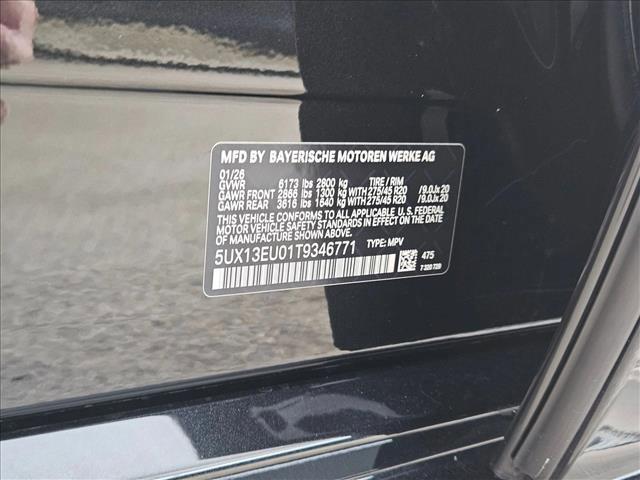 MFD BY BAYERISCHE MOTOREN WERKE AG
01/26
GVWR 6173 lbs 2800 kg TIRE / RIM
GAWR FRONT 2866 lbs 1300 kg WITH 275/45 R20 / 9.0Jx20
GAWR REAR 3616 lbs 1640 kg WITH 275/45 R20 / 9.0Jx20
THIS VEHICLE CONFORMS TO ALL APPLICABLE U.S. FEDERAL
MOTOR VEHICLE SAFETY STANDARDS IN EFFECT ON THE
DATE OF MANUFACTURE SHOWN ABOVE.
5UX13EU01T9346771 TYPE: MPV 475